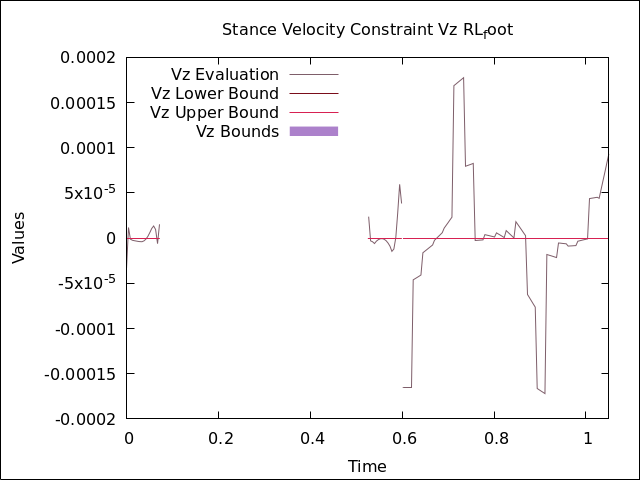 Stance Velocity Constraint Vz RLfoot
Vz Evaluation
Vz Lower Bound
Vz Upper Bound
Vz Bounds
0.0002
0.00015
0.0001
5x10-5
0
-5x10-5
-0.0001
-0.00015
-0.0002
Values
0 0.2 0.4 0.6 0.8 1
Time